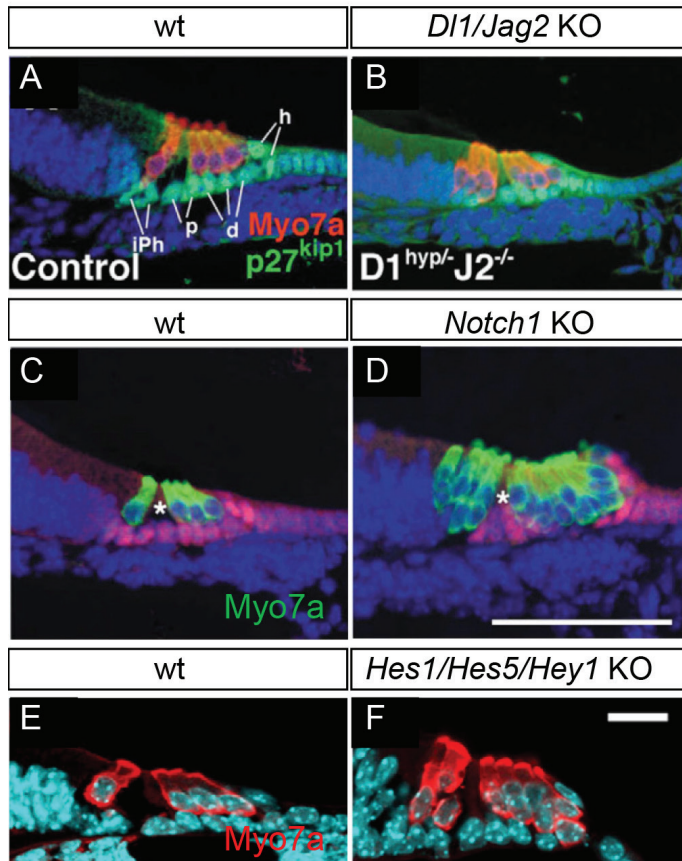 wt
Dl1/Jag2 KO
A
B
h
iPh
p
d
Myo7a
Control
p27kip1
D1hyp/-J2-/-
wt
Notch1 KO
C
D
*
*
Myo7a
wt
Hes1/Hes5/Hey1 KO
E
F
Myo7a